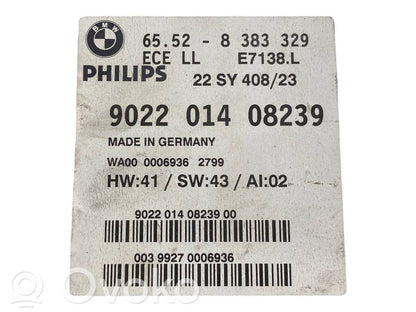 BMW
65.52 - 8 383 329
ECE LL E7138.L
PHILIPS 22 SY 408/23
9022 014 08239
MADE IN GERMANY
WA00 0006936 2799
HW:41 / SW:43 / AI:02
9022 014 08239 00
003 9927 0006936
© Ovoko